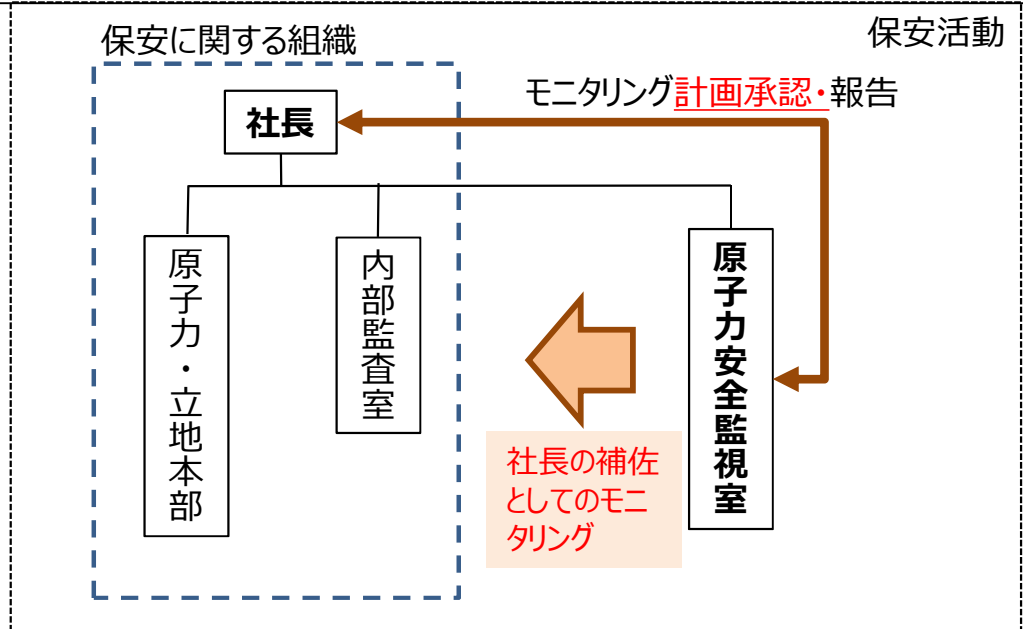 保安に関する組織
保安活動
モニタリング計画承認・報告
社長
原子力・立地本部
内部監査室
原子力安全監視室
社長の補佐
としてのモニ
タリング